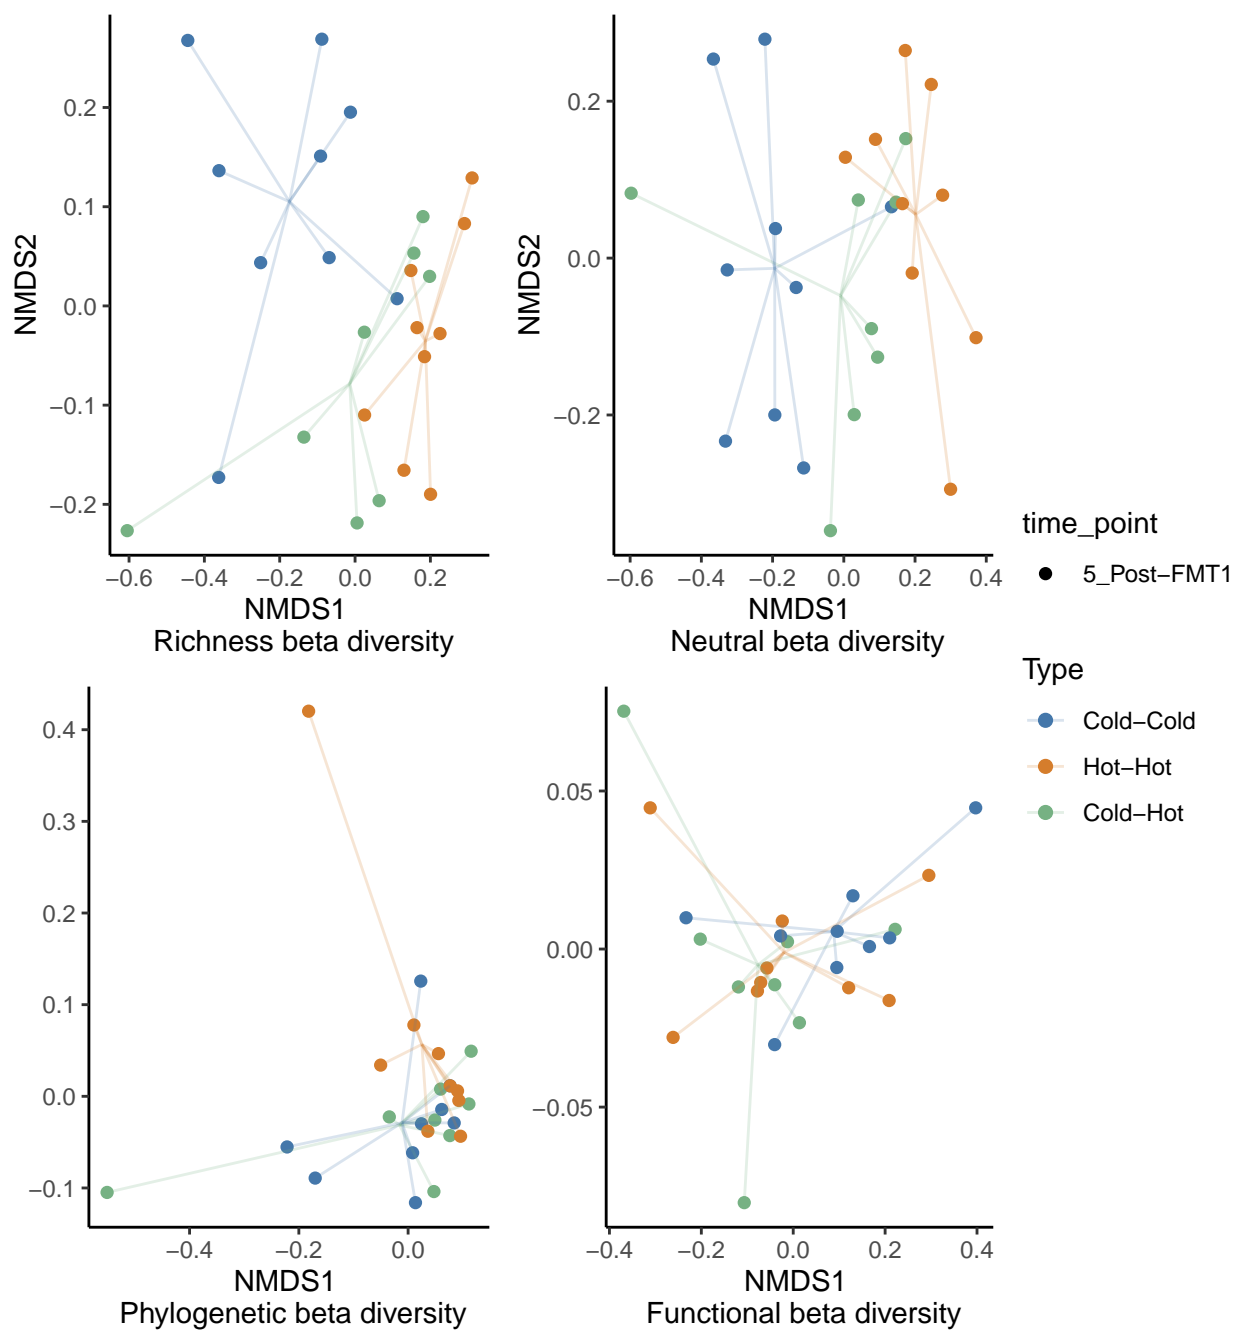 0.2
0.1
0.0
−0.1
−0.2
NMDS2
−0.6
−0.4
−0.2
0.0
0.2
NMDS1
Richness beta diversity
0.2
0.0
−0.2
NMDS2
−0.6
−0.4
−0.2
0.0
0.2
0.4
NMDS1
Neutral beta diversity
time_point
5_Post−FMT1
Type
Cold−Cold
Hot−Hot
Cold−Hot
0.4
0.3
0.2
0.1
0.0
−0.1
−0.4
−0.2
0.0
NMDS1
Phylogenetic beta diversity
0.05
0.00
−0.05
−0.4
−0.2
0.0
0.2
0.4
NMDS1
Functional beta diversity